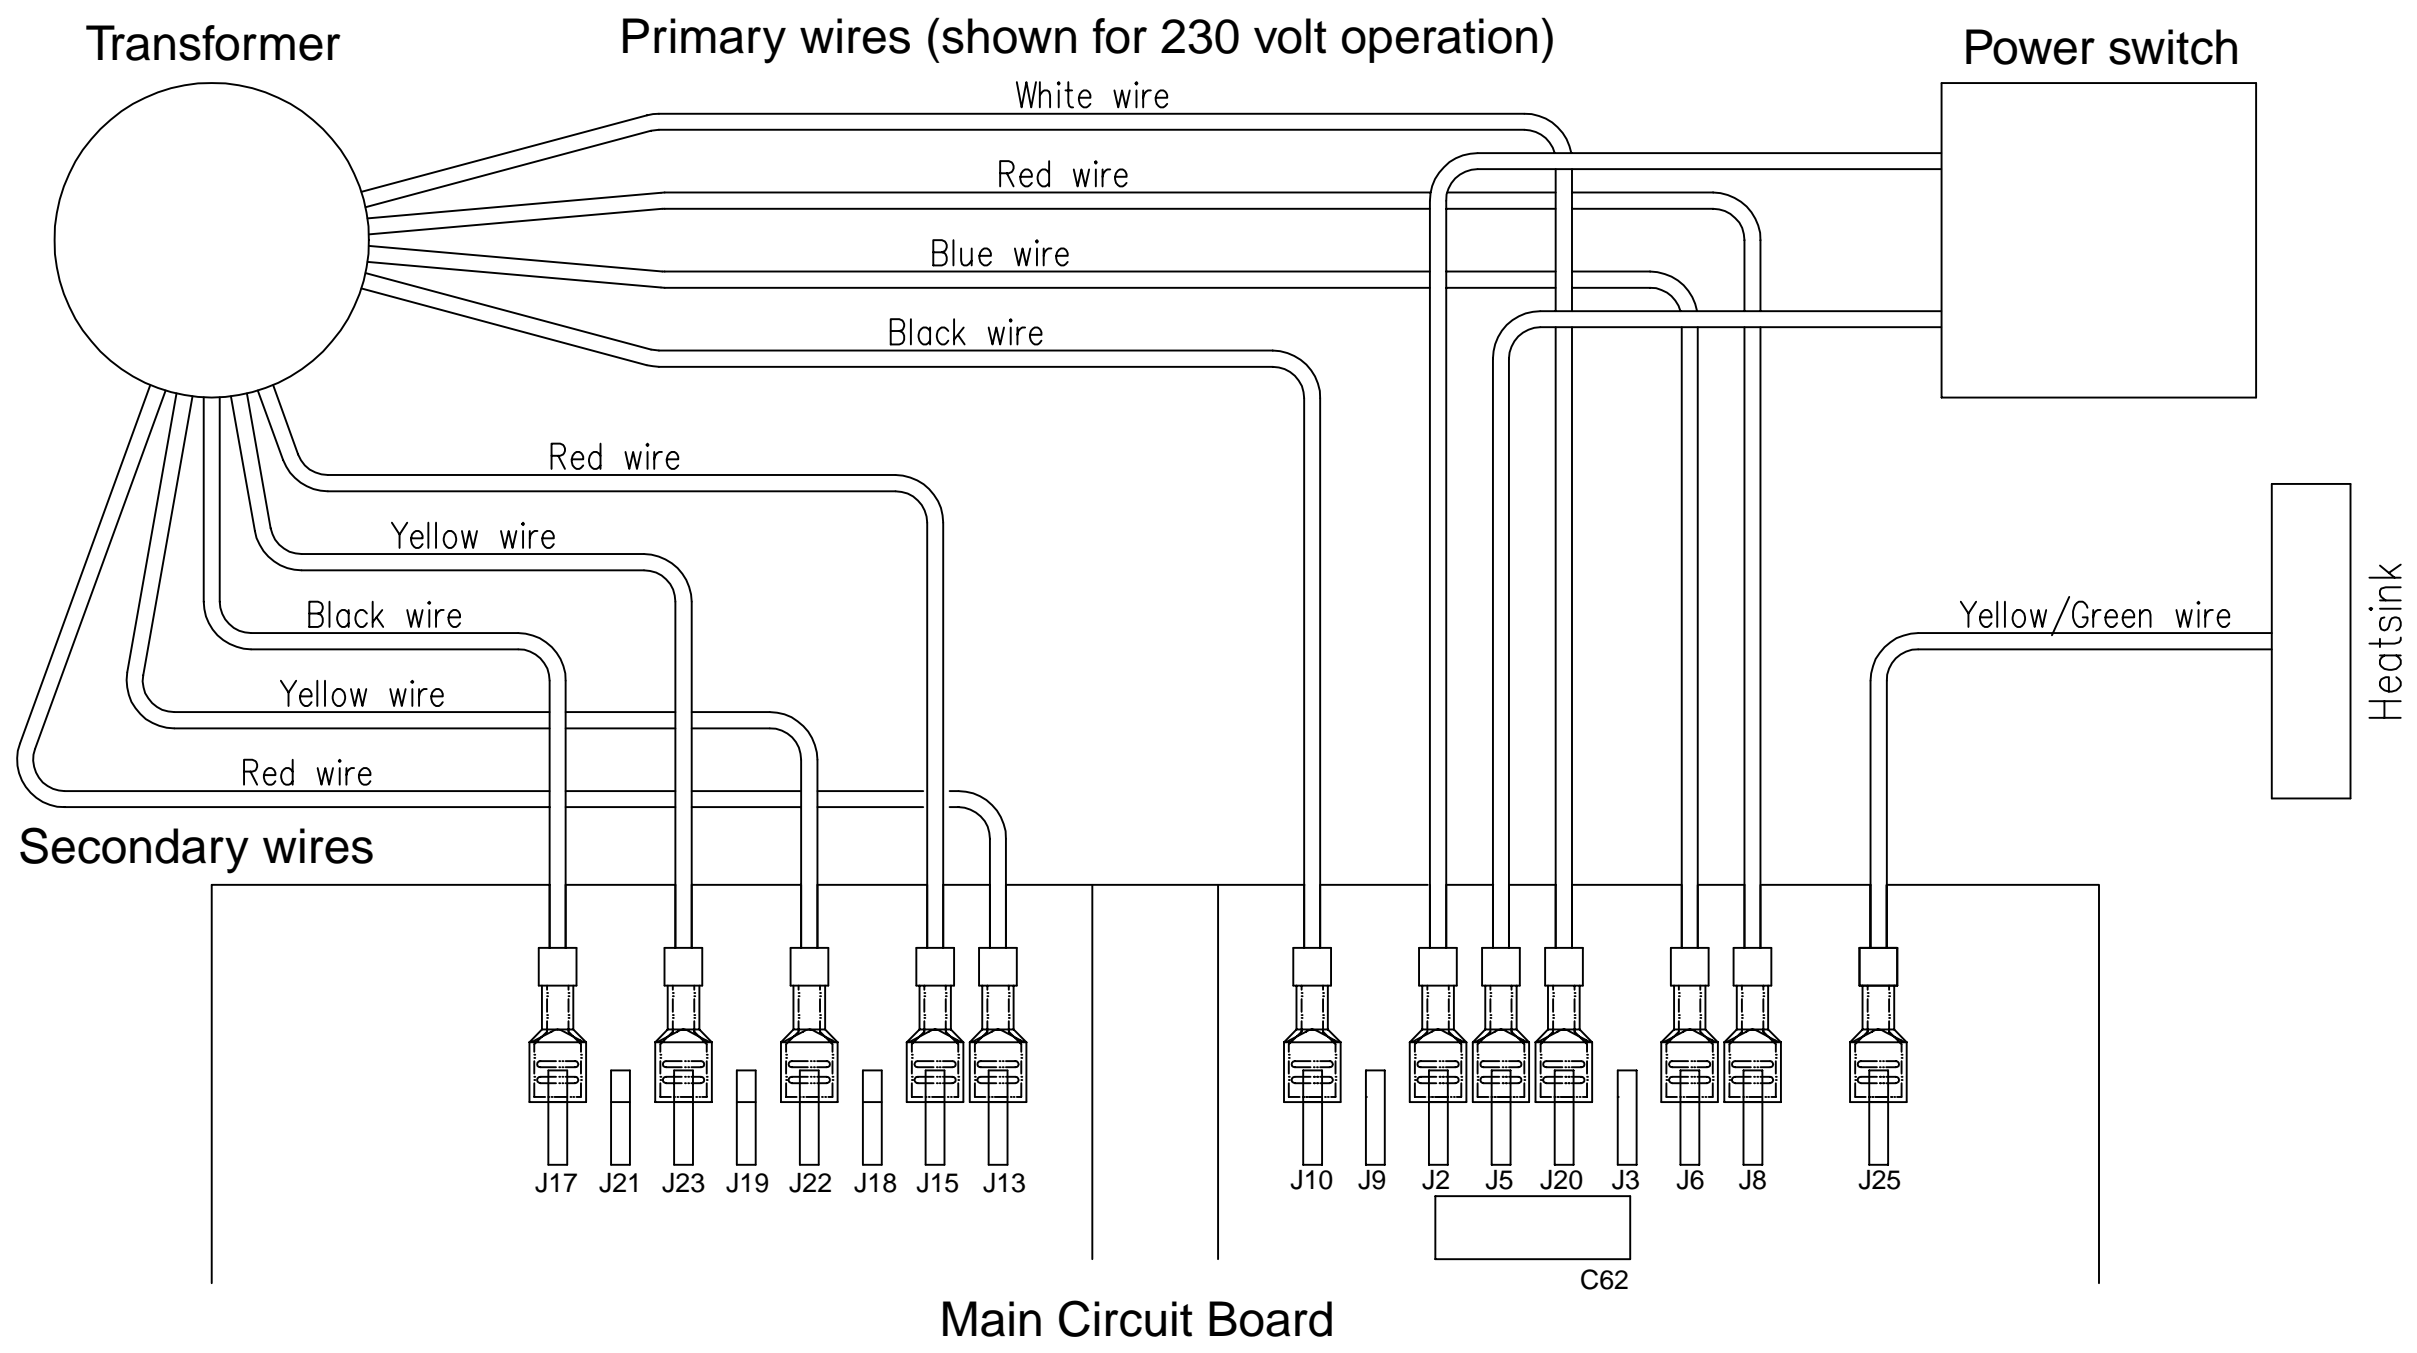 Transformer
Primary wires (shown for 230 volt operation)
Power switch
White wire
Red wire
Blue wire
Black wire
Red wire
Yellow wire
Black wire
Yellow wire
Red wire
Yellow/Green wire
Heatsink
Secondary wires
J17 J21 J23 J19 J22 J18 J15 J13
J10 J9 J2 J5 J20 J3 J6 J8 J25
C62
Main Circuit Board